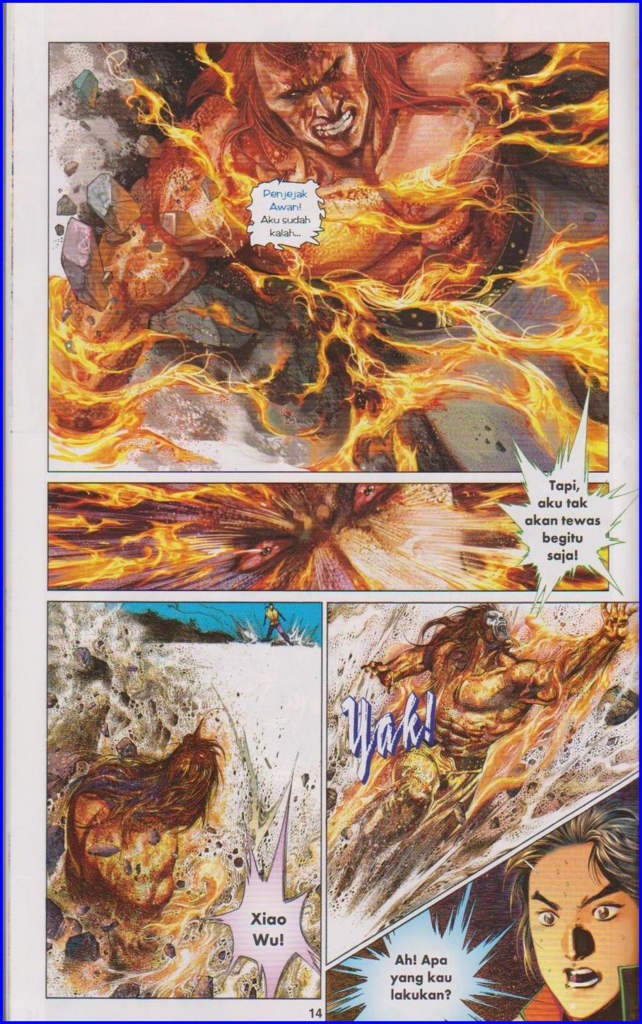 Penjejak
Awan!
Aku sudah
kalah...
Tapi,
aku tak
akan tewas
begitu
saja!
Yak!
Xiao
Wu!
Ah! Apa
yang kau
lakukan?
14